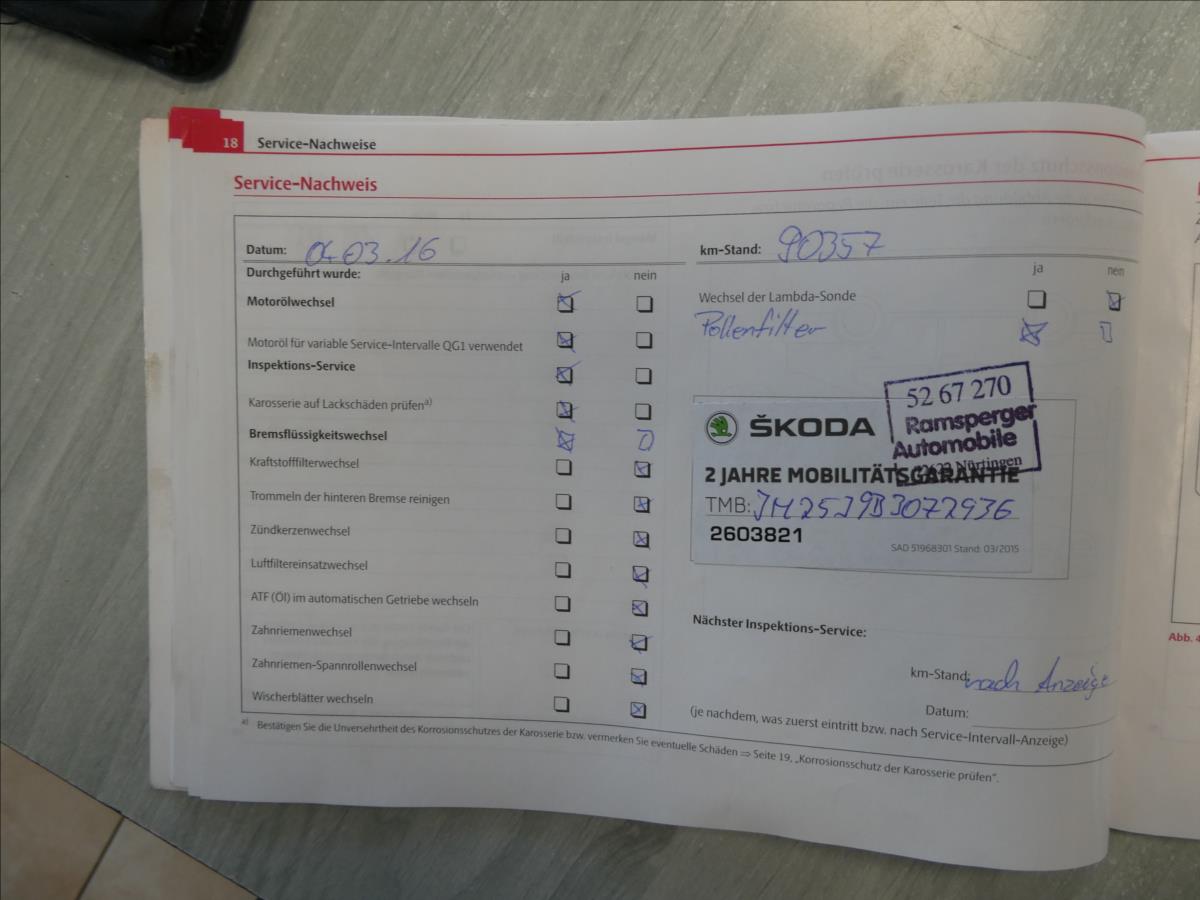 18 Service-Nachweise
Service-Nachweis
Datum: 04.03.16
km-Stand: 90357
Durchgeführt wurde: ja nein
ja nein
Motorölwechsel
Motoröl für variable Service-Intervalle QG1 verwendet
Inspektions-Service
Karosserie auf Lackschäden prüfen a)
Bremsflüssigkeitswechsel
Kraftstofffilterwechsel
Trommeln der hinteren Bremse reinigen
Zündkerzenwechsel
Luftfiltereinsatzwechsel
ATF (Öl) im automatischen Getriebe wechseln
Zahnriemenwechsel
Zahnriemen-Spannrollenwechsel
Wischerblätter wechseln
Wechsel der Lambda-Sonde
Pollenfilter
52 67 270
Ramsperger
Automobile
Nürtingen
ŠKODA
2 JAHRE MOBILITÄTSGARANTIE
TMB: JM25J9B3072936
2603821
SAD 51968301 Stand: 03/2015
Nächster Inspektions-Service:
km-Stand: nach Anzeige
Datum:
(je nachdem, was zuerst eintritt bzw. nach Service-Intervall-Anzeige)
a) Bestätigen Sie die Unversehrtheit des Korrosionsschutzes der Karosserie bzw. vermerken Sie eventuelle Schäden ⇒ Seite 19, „Korrosionsschutz der Karosserie prüfen“.
Abb. 4